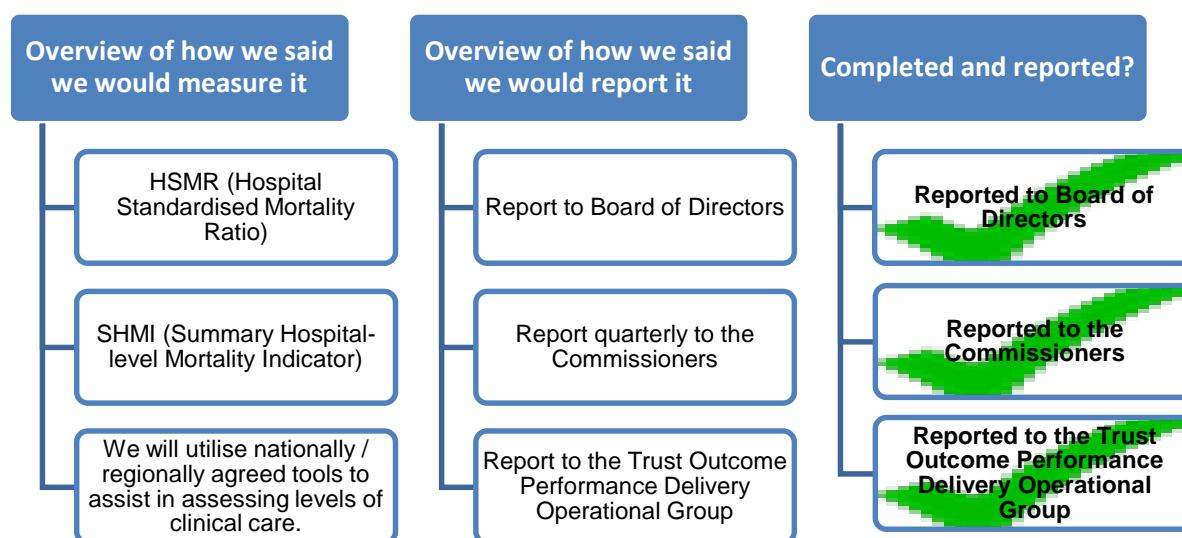 Overview of how we said
we would measure it
HSMR (Hospital
Standardised Mortality
Ratio)
SHMI (Summary Hospital-
level Mortality Indicator)
We will utilise nationally /
regionally agreed tools to
assist in assessing levels of
clinical care.
Overview of how we said
we would report it
Report to Board of Directors
Report quarterly to the
Commissioners
Report to the Trust Outcome
Performance Delivery
Operational Group
Completed and reported?
Reported to Board of
Directors
Reported to the
Commissioners
Reported to the Trust
Outcome Performance
Delivery Operational
Group